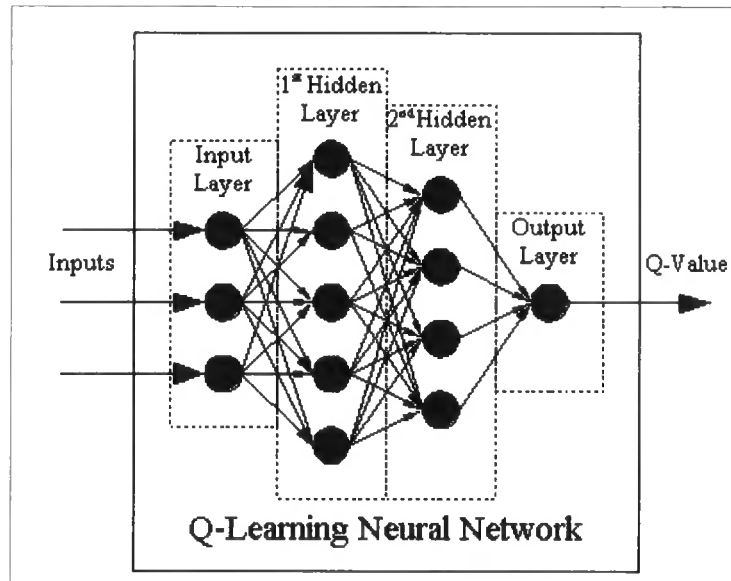 1st Hidden
Layer
2nd Hidden
Layer
Input
Layer
Output
Layer
Inputs
Q-Value
Q-Learning Neural Network